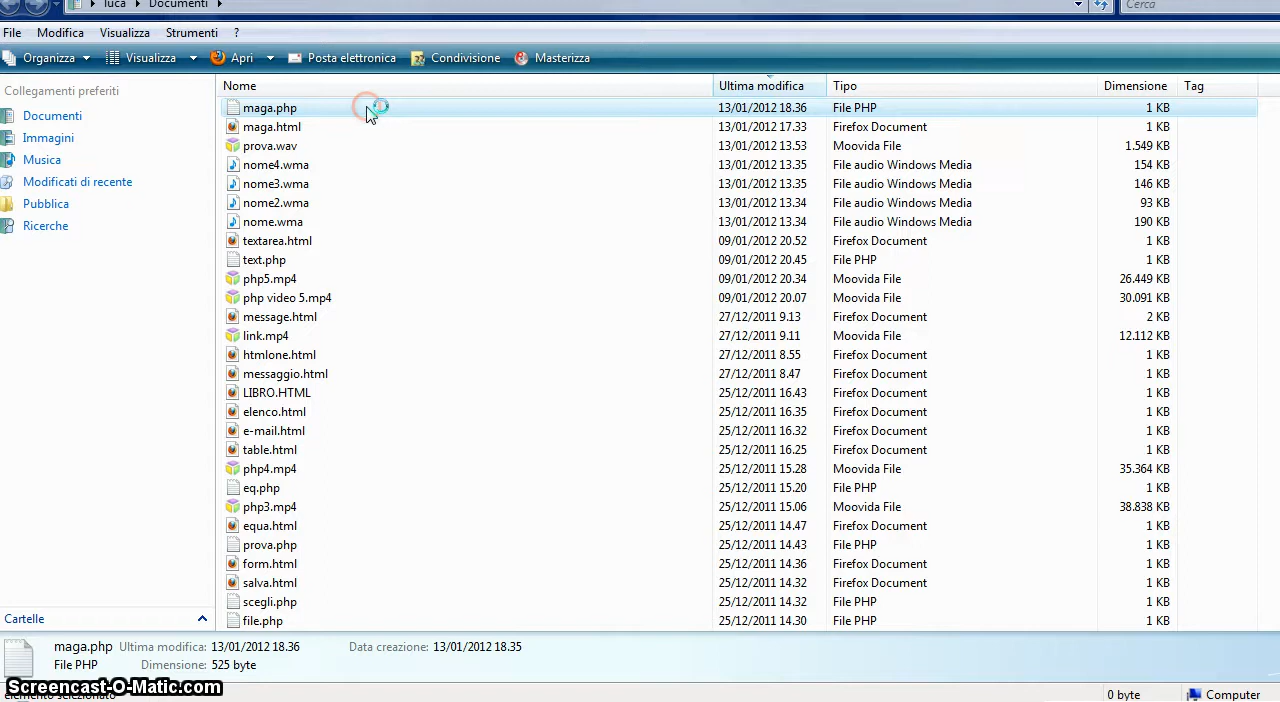 luca Documenti Cerca
File Modifica Visualizza Strumenti ?
Organizza Visualizza Apri Posta elettronica Condivisione Masterizza
Collegamenti preferiti
Documenti
Immagini
Musica
Modificati di recente
Pubblica
Ricerche
Cartelle
Nome Ultima modifica Tipo Dimensione Tag
maga.php 13/01/2012 18.36 File PHP 1 KB
maga.html 13/01/2012 17.33 Firefox Document 1 KB
prova.wav 13/01/2012 13.53 Moovida File 1.549 KB
nome4.wma 13/01/2012 13.35 File audio Windows Media 154 KB
nome3.wma 13/01/2012 13.35 File audio Windows Media 146 KB
nome2.wma 13/01/2012 13.34 File audio Windows Media 93 KB
nome.wma 13/01/2012 13.34 File audio Windows Media 190 KB
textarea.html 09/01/2012 20.52 Firefox Document 1 KB
text.php 09/01/2012 20.45 File PHP 1 KB
php5.mp4 09/01/2012 20.34 Moovida File 26.449 KB
php video 5.mp4 09/01/2012 20.07 Moovida File 30.091 KB
message.html 27/12/2011 9.13 Firefox Document 2 KB
link.mp4 27/12/2011 9.11 Moovida File 12.112 KB
htmlone.html 27/12/2011 8.55 Firefox Document 1 KB
messaggio.html 27/12/2011 8.47 Firefox Document 1 KB
LIBRO.HTML 25/12/2011 16.43 Firefox Document 1 KB
elenco.html 25/12/2011 16.35 Firefox Document 1 KB
e-mail.html 25/12/2011 16.32 Firefox Document 1 KB
table.html 25/12/2011 16.25 Firefox Document 1 KB
php4.mp4 25/12/2011 15.28 Moovida File 35.364 KB
eq.php 25/12/2011 15.20 File PHP 1 KB
php3.mp4 25/12/2011 15.06 Moovida File 38.838 KB
equa.html 25/12/2011 14.47 Firefox Document 1 KB
prova.php 25/12/2011 14.43 File PHP 1 KB
form.html 25/12/2011 14.36 Firefox Document 1 KB
salva.html 25/12/2011 14.32 Firefox Document 1 KB
scegli.php 25/12/2011 14.32 File PHP 1 KB
file.php 25/12/2011 14.30 File PHP 1 KB
maga.php Ultima modifica: 13/01/2012 18.36 Data creazione: 13/01/2012 18.35
File PHP Dimensione: 525 byte
Screencast-O-Matic.com
elemento selezionato 0 byte Computer